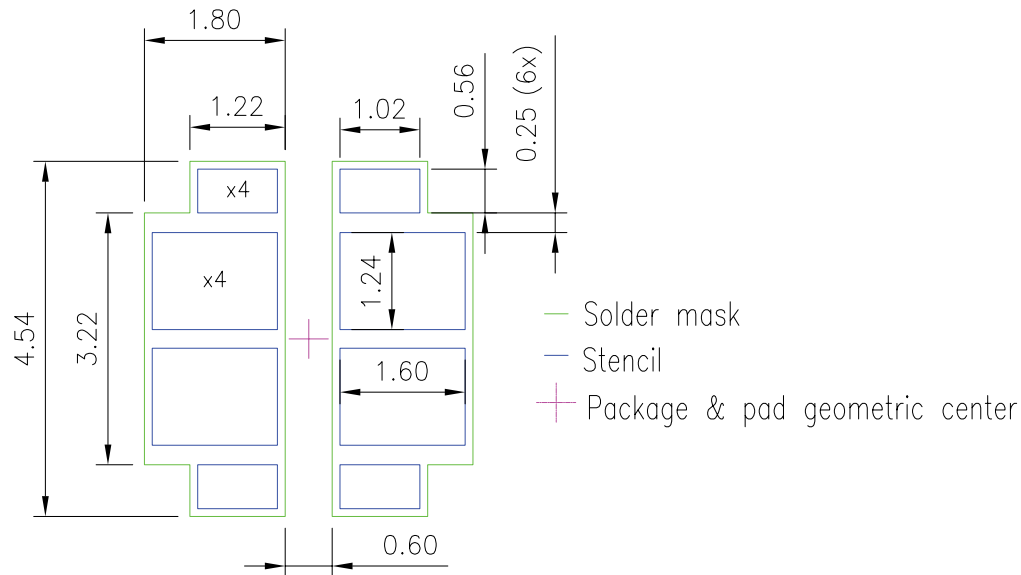 1.80
1.22
1.02
0.56
0.25 (6x)
x4
x4
1.24
4.54
3.22
1.60
0.60
Solder mask
Stencil
Package & pad geometric center